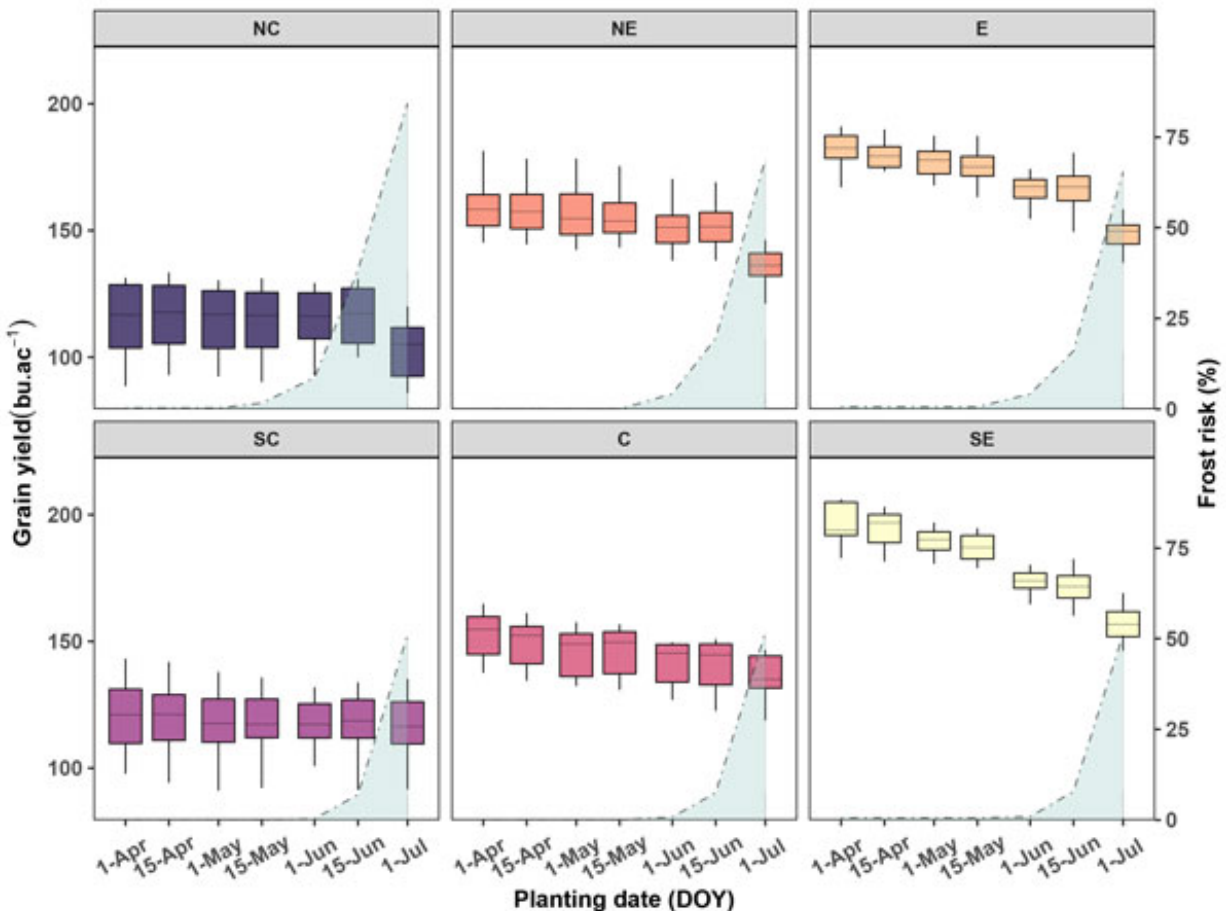 NC NE E
200
150
100
75
50
25
0
SC C SE
200
150
100
75
50
25
0
Grain yield(bu.ac⁻¹)
Frost risk (%)
1-Apr 15-Apr 1-May 15-May 1-Jun 15-Jun 1-Jul
1-Apr 15-Apr 1-May 15-May 1-Jun 15-Jun 1-Jul
1-Apr 15-Apr 1-May 15-May 1-Jun 15-Jun 1-Jul
Planting date (DOY)